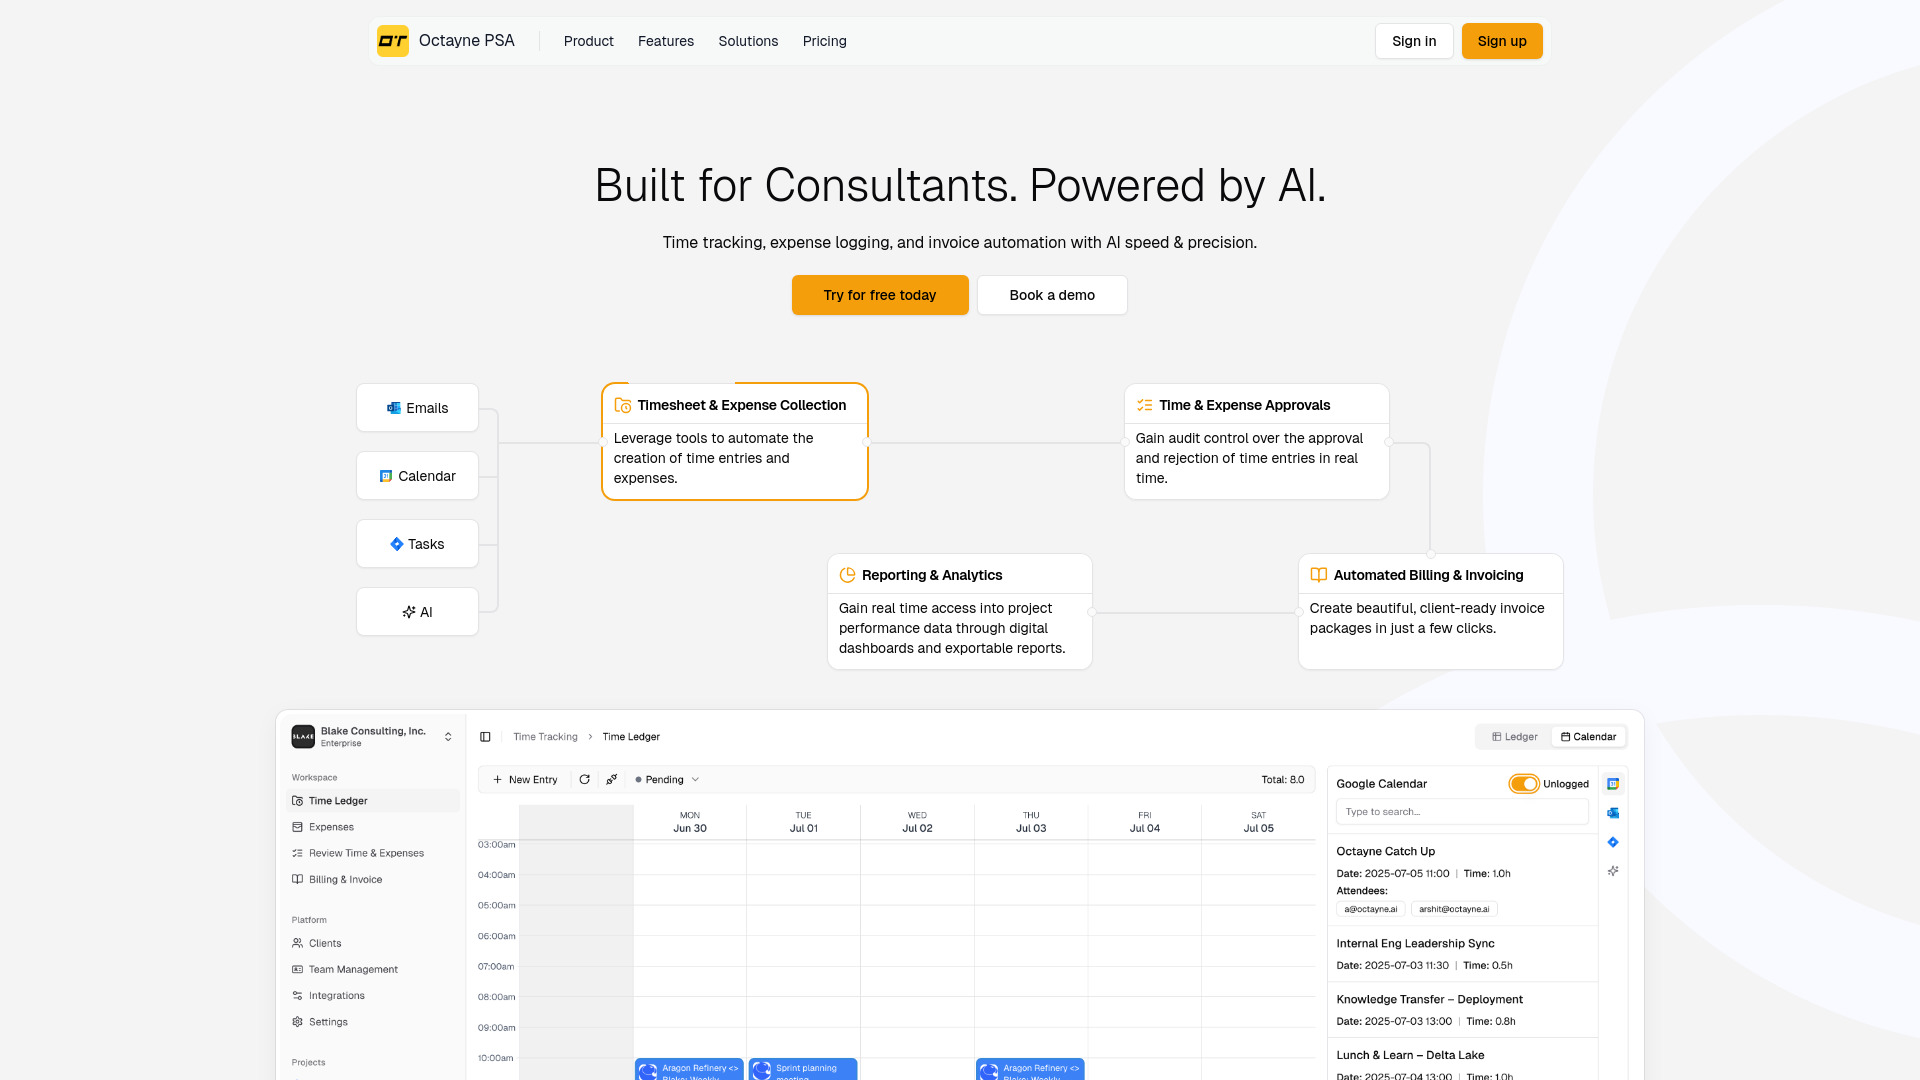 OT Octayne PSA
Product Features Solutions Pricing
Sign in
Sign up
Built for Consultants. Powered by AI.
Time tracking, expense logging, and invoice automation with AI speed & precision.
Try for free today
Book a demo
Emails
Calendar
Tasks
AI
Timesheet & Expense Collection
Leverage tools to automate the
creation of time entries and
expenses.
Time & Expense Approvals
Gain audit control over the approval
and rejection of time entries in real
time.
Reporting & Analytics
Gain real time access into project
performance data through digital
dashboards and exportable reports.
Automated Billing & Invoicing
Create beautiful, client-ready invoice
packages in just a few clicks.
BLAKE
Blake Consulting, Inc.
Enterprise
Workspace
Time Ledger
Expenses
Review Time & Expenses
Billing & Invoice
Platform
Clients
Team Management
Integrations
Settings
Projects
Time Tracking > Time Ledger
Ledger
Calendar
+ New Entry
Pending
Total: 8.0
MON
Jun 30
TUE
Jul 01
WED
Jul 02
THU
Jul 03
FRI
Jul 04
SAT
Jul 05
03:00am
04:00am
05:00am
06:00am
07:00am
08:00am
09:00am
10:00am
Aragon Refinery <>
Blake: Weekly
Sprint planning
meeting
Aragon Refinery <>
Blake: Weekly
Google Calendar
Unlogged
Type to search...
Octayne Catch Up
Date: 2025-07-05 11:00 | Time: 1.0h
Attendees:
a@octayne.ai
arshit@octayne.ai
Internal Eng Leadership Sync
Date: 2025-07-03 11:30 | Time: 0.5h
Knowledge Transfer – Deployment
Date: 2025-07-03 13:00 | Time: 0.8h
Lunch & Learn – Delta Lake
Date: 2025-07-04 13:00 | Time: 1.0h